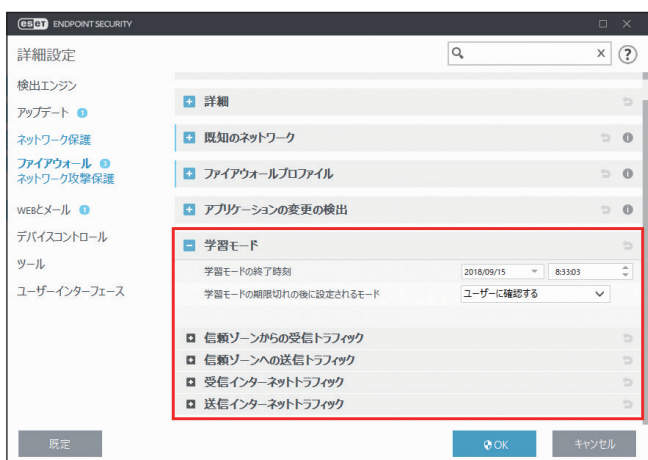 eset ENDPOINT SECURITY
詳細設定
x ?
検出エンジン
アップデート 1
ネットワーク保護
ファイアウォール 3
ネットワーク攻撃保護
WEBとメール 1
デバイスコントロール
ツール
ユーザーインターフェース
詳細
既知のネットワーク
ファイアウォールプロファイル
アプリケーションの変更の検出
学習モード
学習モードの終了時刻 2018/09/15 8:33:03
学習モードの期限切れの後に設定されるモード ユーザーに確認する
信頼ゾーンからの受信トラフィック
信頼ゾーンへの送信トラフィック
受信インターネットトラフィック
送信インターネットトラフィック
既定 OK キャンセル